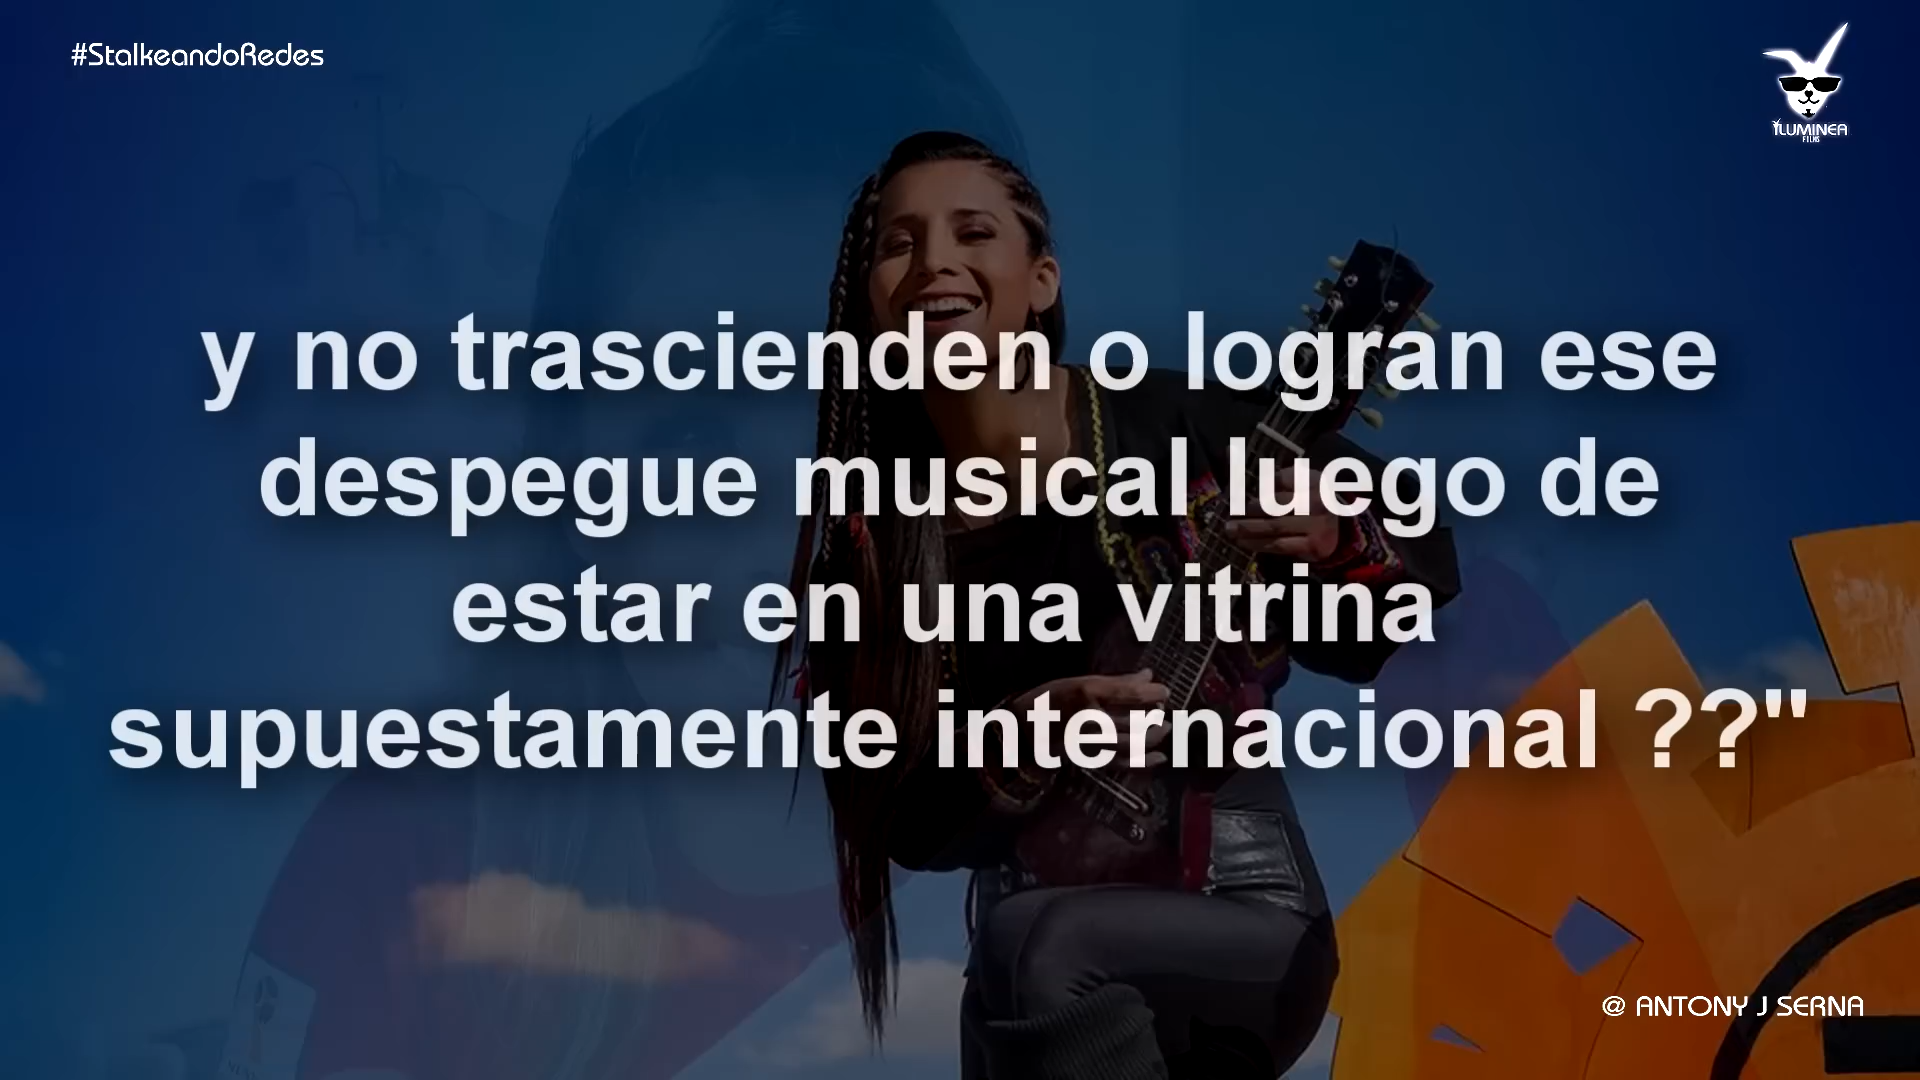 #StalkeandoRedes
ILUMINEA
FILMS
y no trascienden o logran ese
despegue musical luego de
estar en una vitrina
supuestamente internacional ??"
@ ANTONY J SERNA